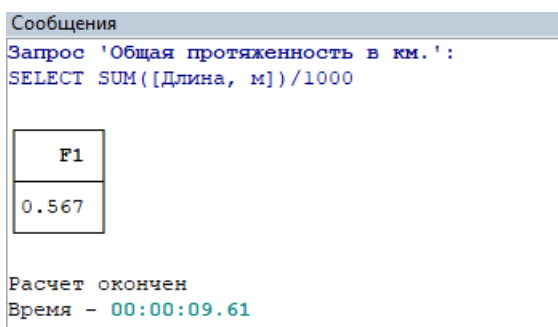 Сообщения
Запрос 'Общая протяженность в км.':
SELECT SUM([Длина, м])/1000
F1
0.567
Расчет окончен
Время - 00:00:09.61